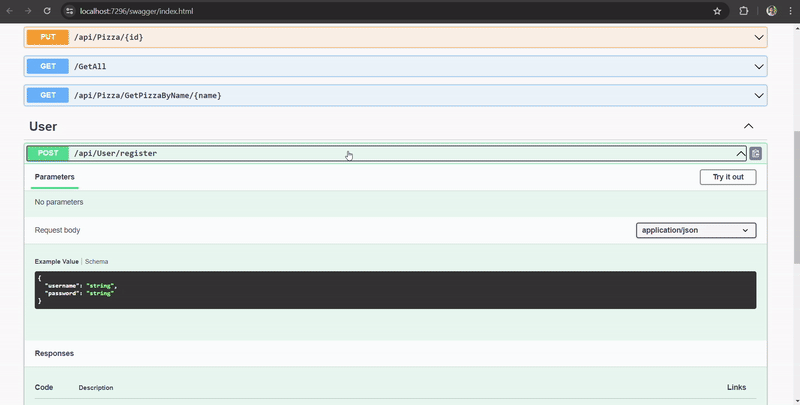 localhost:7296/swagger/index.html
PUT /api/Pizza/{id}
GET /GetAll
GET /api/Pizza/GetPizzaByName/{name}
User
POST /api/User/register
Parameters Try it out
No parameters
Request body application/json
Example Value | Schema
{
"username": "string",
"password": "string"
}
Responses
Code Description Links